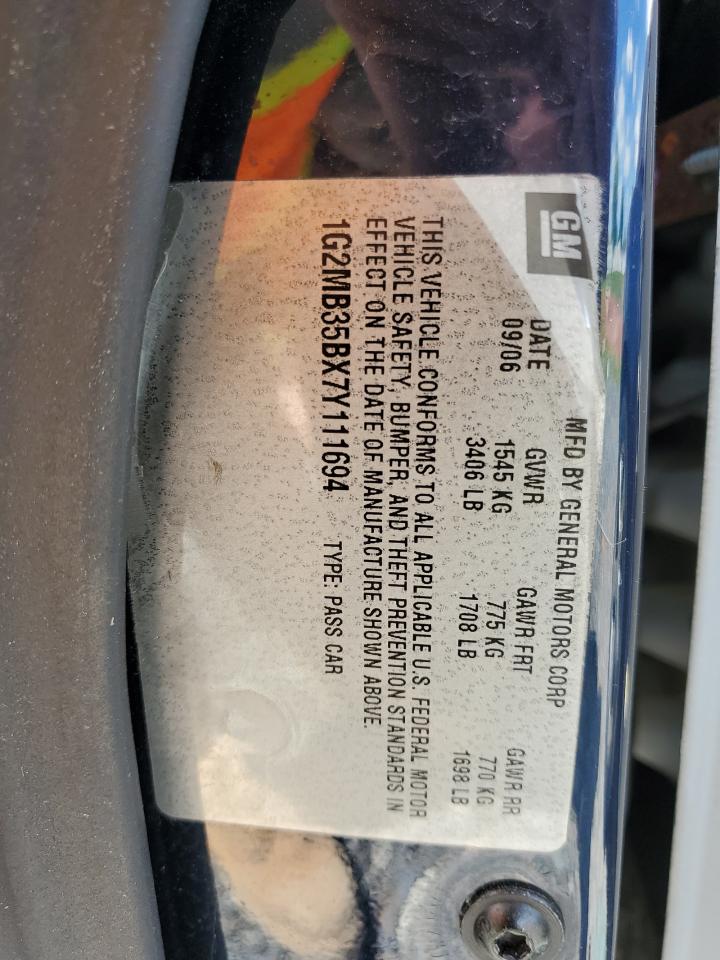 GM
MFD BY GENERAL MOTORS CORP
DATE GVWR GAWR FRT GAWR RR
09/06 1545 KG 775 KG 770 KG
3406 LB 1708 LB 1698 LB
THIS VEHICLE CONFORMS TO ALL APPLICABLE U.S. FEDERAL MOTOR
VEHICLE SAFETY, BUMPER, AND THEFT PREVENTION STANDARDS IN
EFFECT ON THE DATE OF MANUFACTURE SHOWN ABOVE.
1G2MB35BX7Y111694 TYPE: PASS CAR